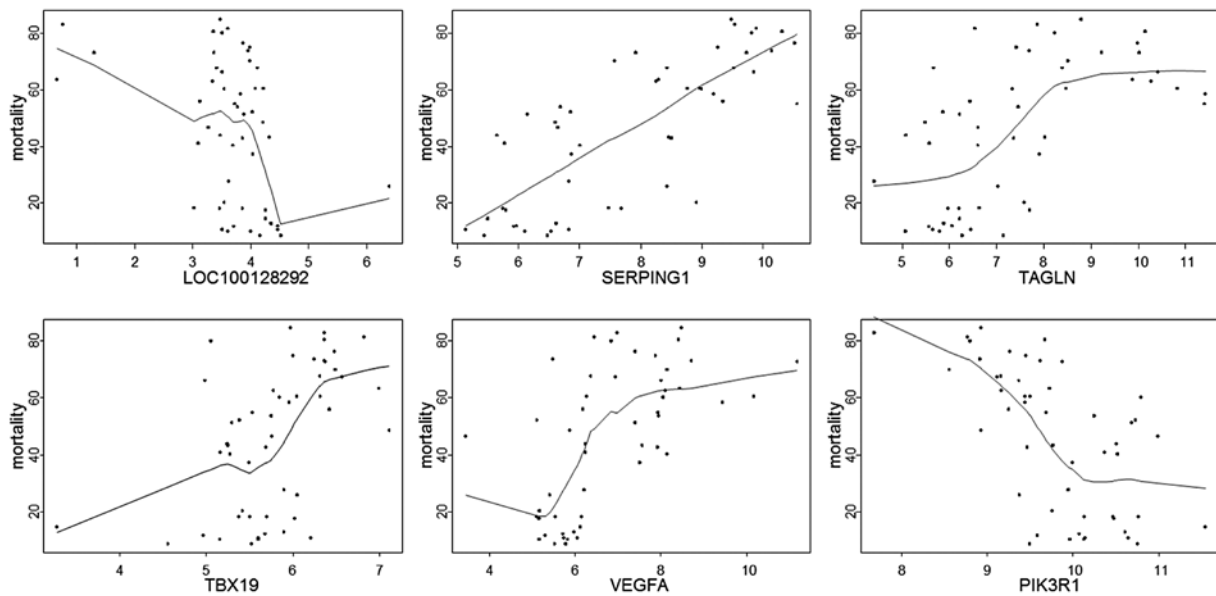 mortality
20 40 60 80
1 2 3 4 5 6
LOC100128292
mortality
20 40 60 80
5 6 7 8 9 10
SERPING1
mortality
20 40 60 80
5 6 7 8 9 10 11
TAGLN
mortality
20 40 60 80
4 5 6 7
TBX19
mortality
20 40 60 80
4 6 8 10
VEGFA
mortality
20 40 60 80
8 9 10 11
PIK3R1